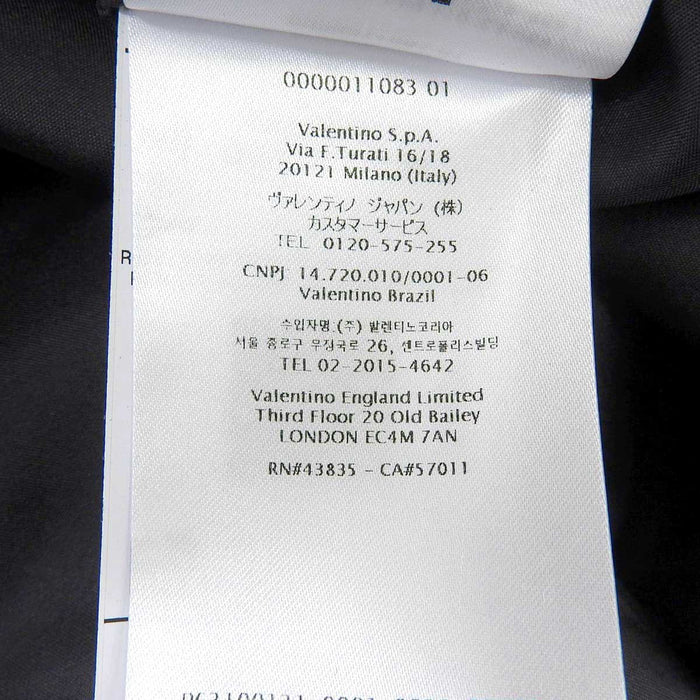 0000011083 01
Valentino S.p.A.
Via F.Turati 16/18
20121 Milano (Italy)
ヴァレンティノ ジャパン (株)
カスタマーサービス
TEL 0120-575-255
CNPJ 14.720.010/0001-06
Valentino Brazil
수입자명:(주) 발렌티노코리아
서울 종로구 우정국로 26, 센트로폴리스빌딩
TEL 02-2015-4642
Valentino England Limited
Third Floor 20 Old Bailey
LONDON EC4M 7AN
RN#43835 - CA#57011
R